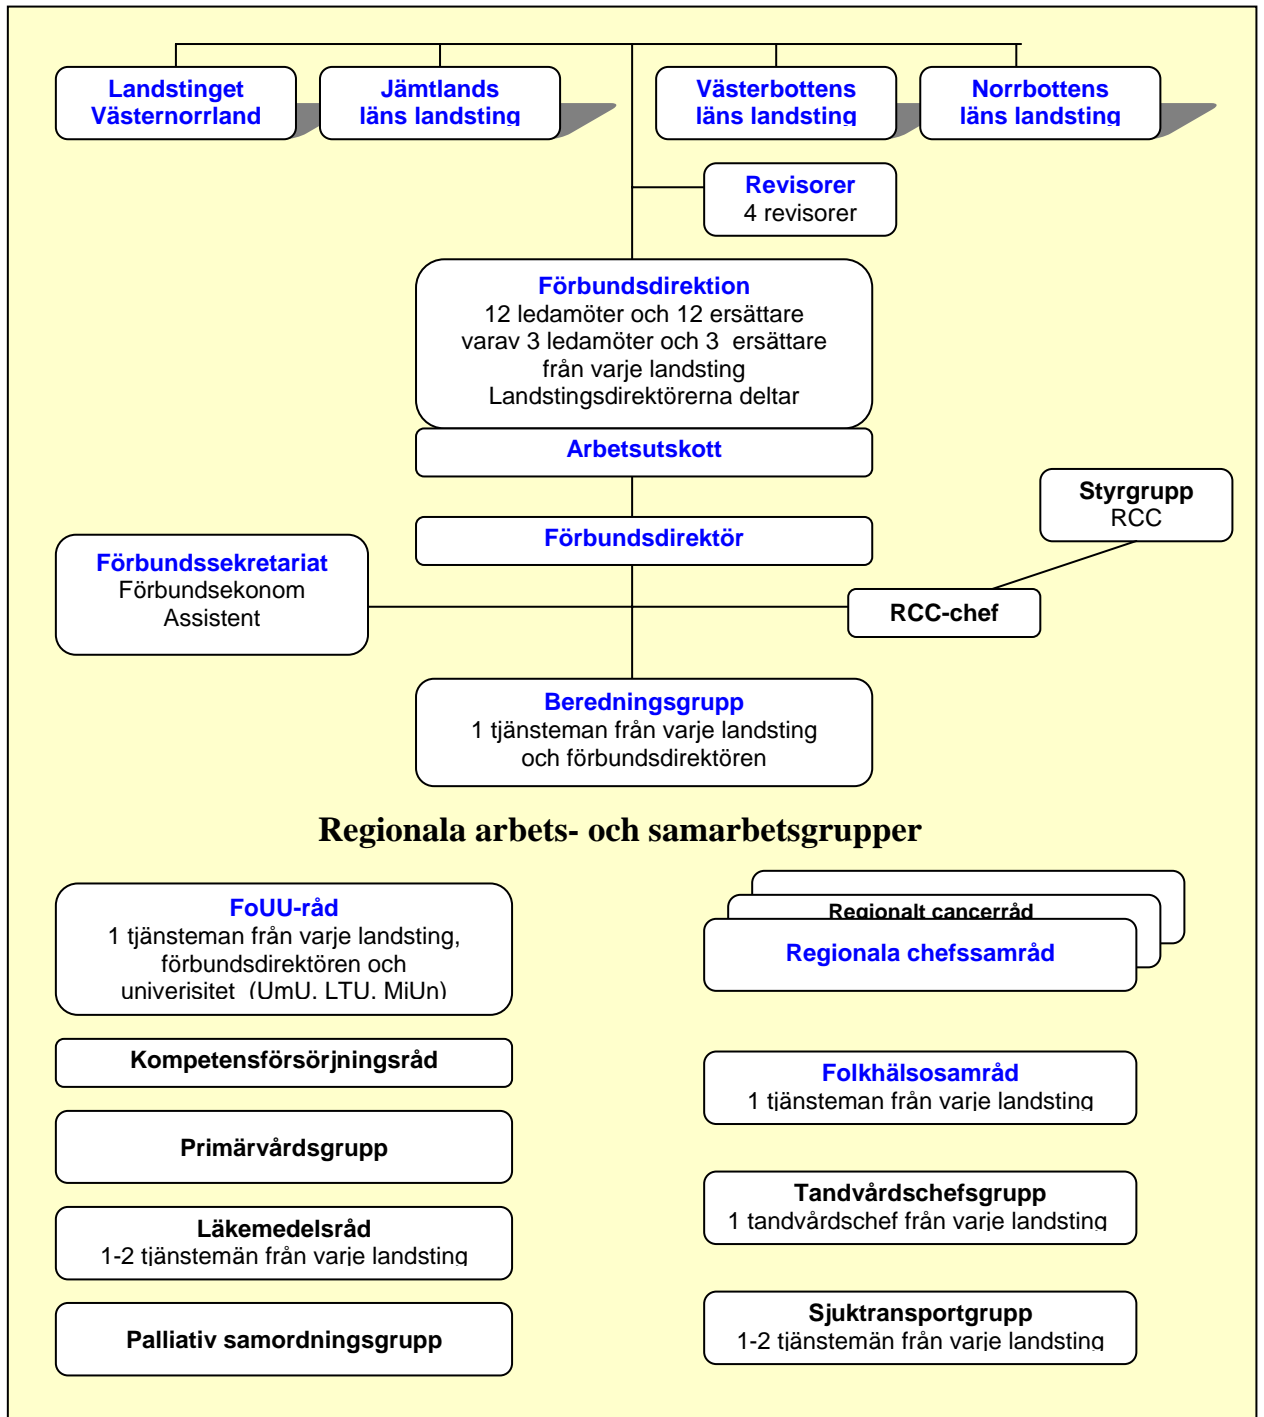 Landstinget
Västernorrland
Jämtlands
läns landsting
Västerbottens
läns landsting
Norrbottens
läns landsting
Revisorer
4 revisorer
Förbundsdirektion
12 ledamöter och 12 ersättare
varav 3 ledamöter och 3 ersättare
från varje landsting
Landstingsdirektörerna deltar
Arbetsutskott
Styrgrupp
RCC
Förbundsdirektör
Förbundssekretariat
Förbundsekonom
Assistent
RCC-chef
Beredningsgrupp
1 tjänsteman från varje landsting
och förbundsdirektören
Regionala arbets- och samarbetsgrupper
FoUU-råd
1 tjänsteman från varje landsting,
förbundsdirektören och
univerisitet (UmU, LTU, MiUn)
Regionalt cancerråd
Regionala chefssamråd
Kompetensförsörjningsråd
Folkhälsosamråd
1 tjänsteman från varje landsting
Primärvårdsgrupp
Tandvårdschefsgrupp
1 tandvårdschef från varje landsting
Läkemedelsråd
1-2 tjänstemän från varje landsting
Sjuktransportgrupp
1-2 tjänstemän från varje landsting
Palliativ samordningsgrupp